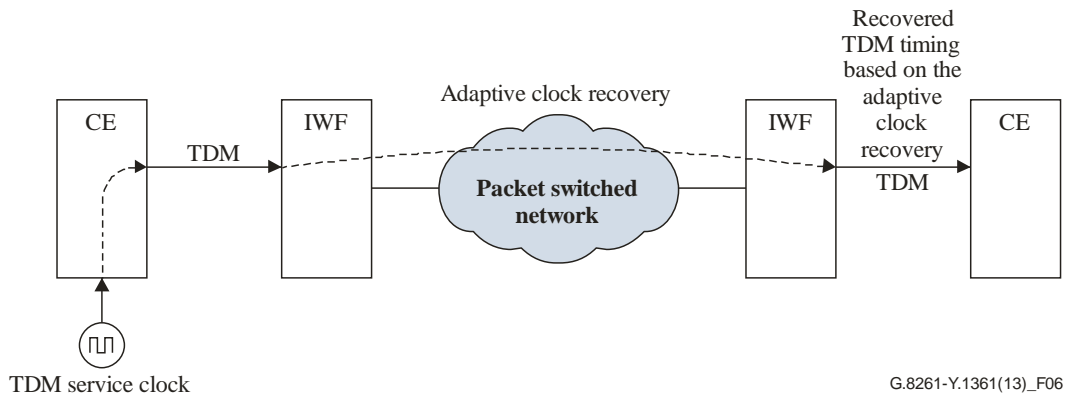 Recovered
TDM timing
based on the
adaptive
clock
recovery
TDM
Adaptive clock recovery
CE
IWF
IWF
CE
TDM
Packet switched
network
TDM service clock
G.8261-Y.1361(13)_F06